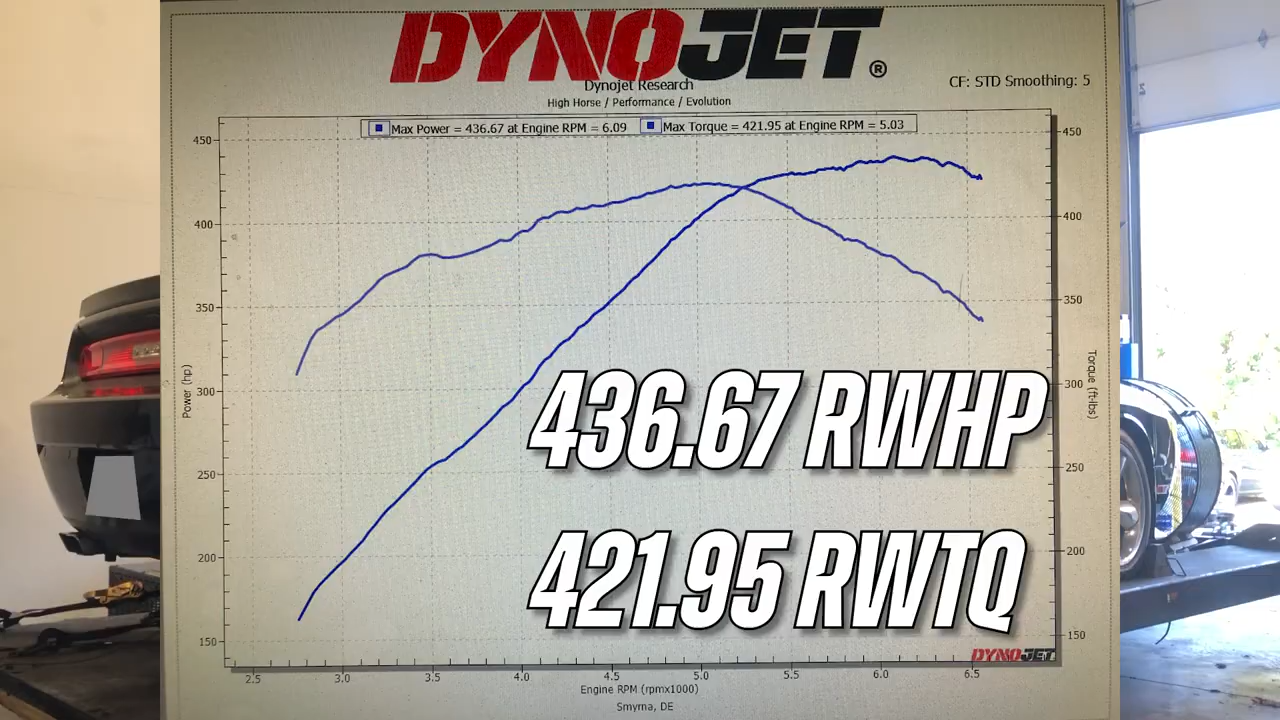 DYNOJET®
Dynojet Research
CF: STD Smoothing: 5
High Horse / Performance / Evolution
Max Power = 436.67 at Engine RPM = 6.09 Max Torque = 421.95 at Engine RPM = 5.03
450 450
400 400
350 350
Power (hp)
Torque (ft-lbs)
300 300
436.67 RWHP
250 250
421.95 RWTQ
200 200
150 150
DYNOJET
2.5 3.0 3.5 4.0 4.5 5.0 5.5 6.0 6.5
Engine RPM (rpmx1000)
Smyrna, DE